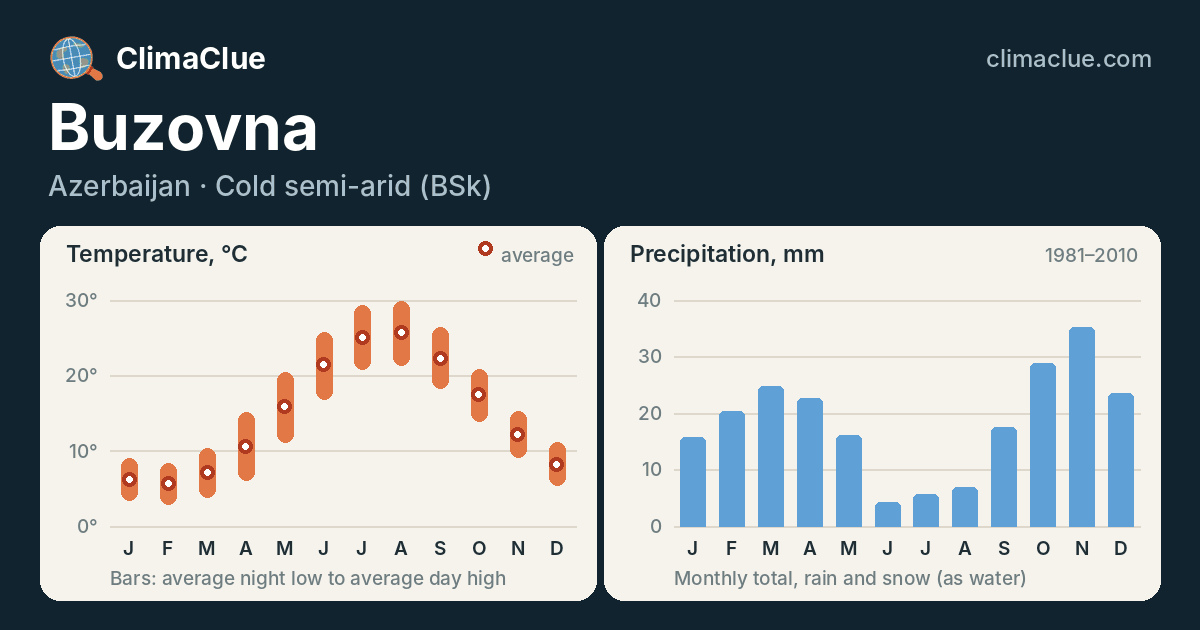 ClimaClue
climaclue.com
Buzovna
Azerbaijan · Cold semi-arid (BSk)
Temperature, °C
average
30°
20°
10°
0°
J F M A M J J A S O N D
Bars: average night low to average day high
Precipitation, mm
1981–2010
40
30
20
10
0
J F M A M J J A S O N D
Monthly total, rain and snow (as water)